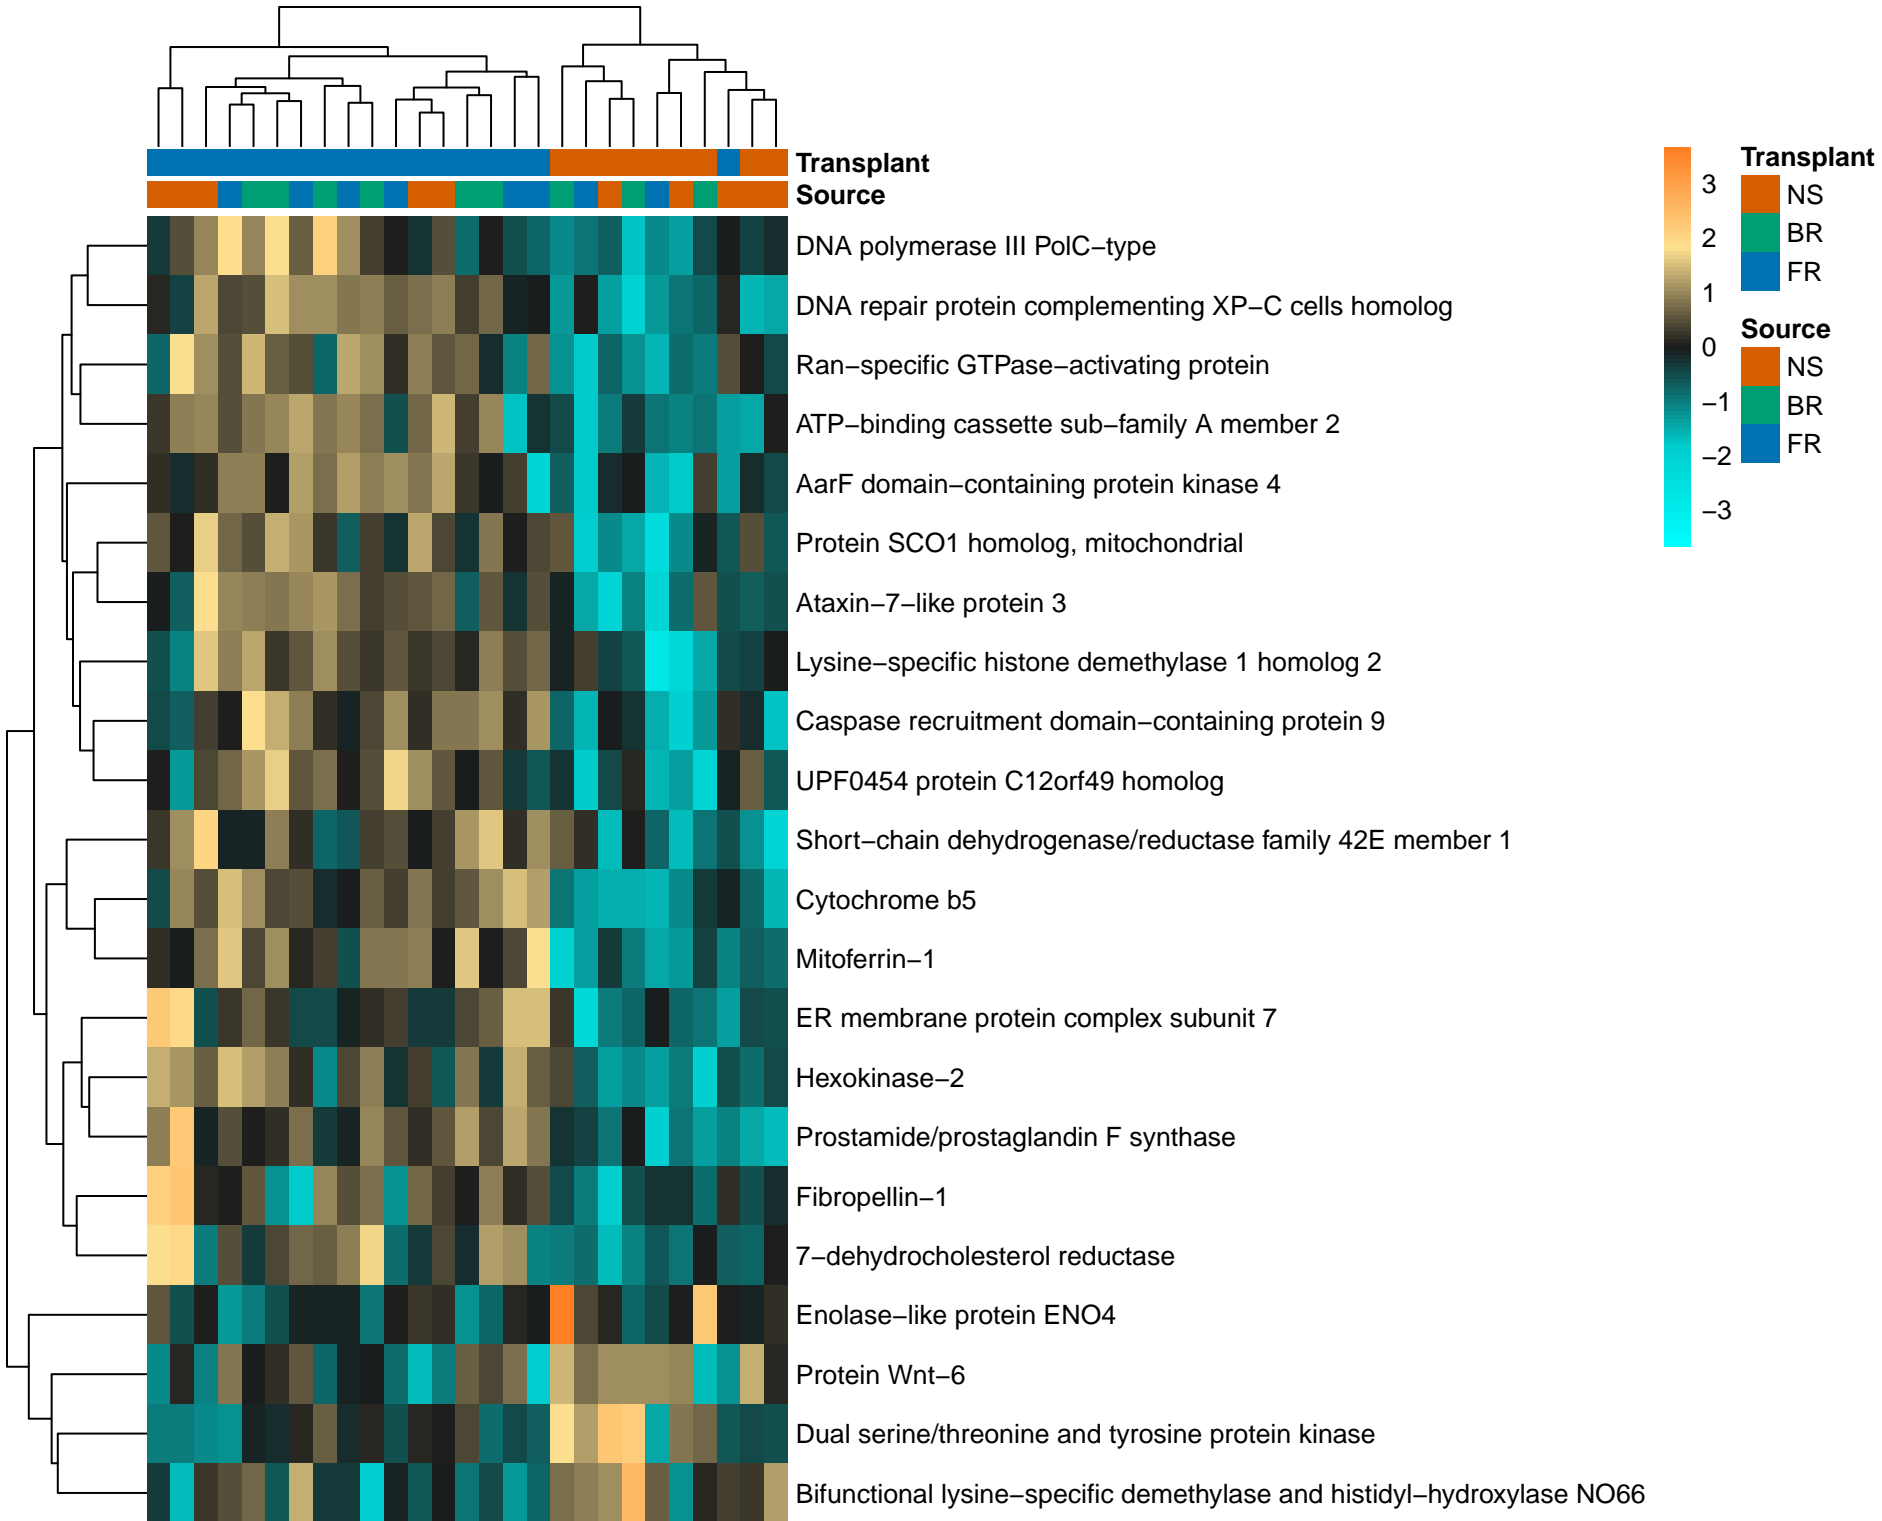 Transplant
Source
DNA polymerase III PolC−type
DNA repair protein complementing XP−C cells homolog
Ran−specific GTPase−activating protein
ATP−binding cassette sub−family A member 2
AarF domain−containing protein kinase 4
Protein SCO1 homolog, mitochondrial
Ataxin−7−like protein 3
Lysine−specific histone demethylase 1 homolog 2
Caspase recruitment domain−containing protein 9
UPF0454 protein C12orf49 homolog
Short−chain dehydrogenase/reductase family 42E member 1
Cytochrome b5
Mitoferrin−1
ER membrane protein complex subunit 7
Hexokinase−2
Prostamide/prostaglandin F synthase
Fibropellin−1
7−dehydrocholesterol reductase
Enolase−like protein ENO4
Protein Wnt−6
Dual serine/threonine and tyrosine protein kinase
Bifunctional lysine−specific demethylase and histidyl−hydroxylase NO66
3
2
1
0
−1
−2
−3
Transplant
NS
BR
FR
Source
NS
BR
FR